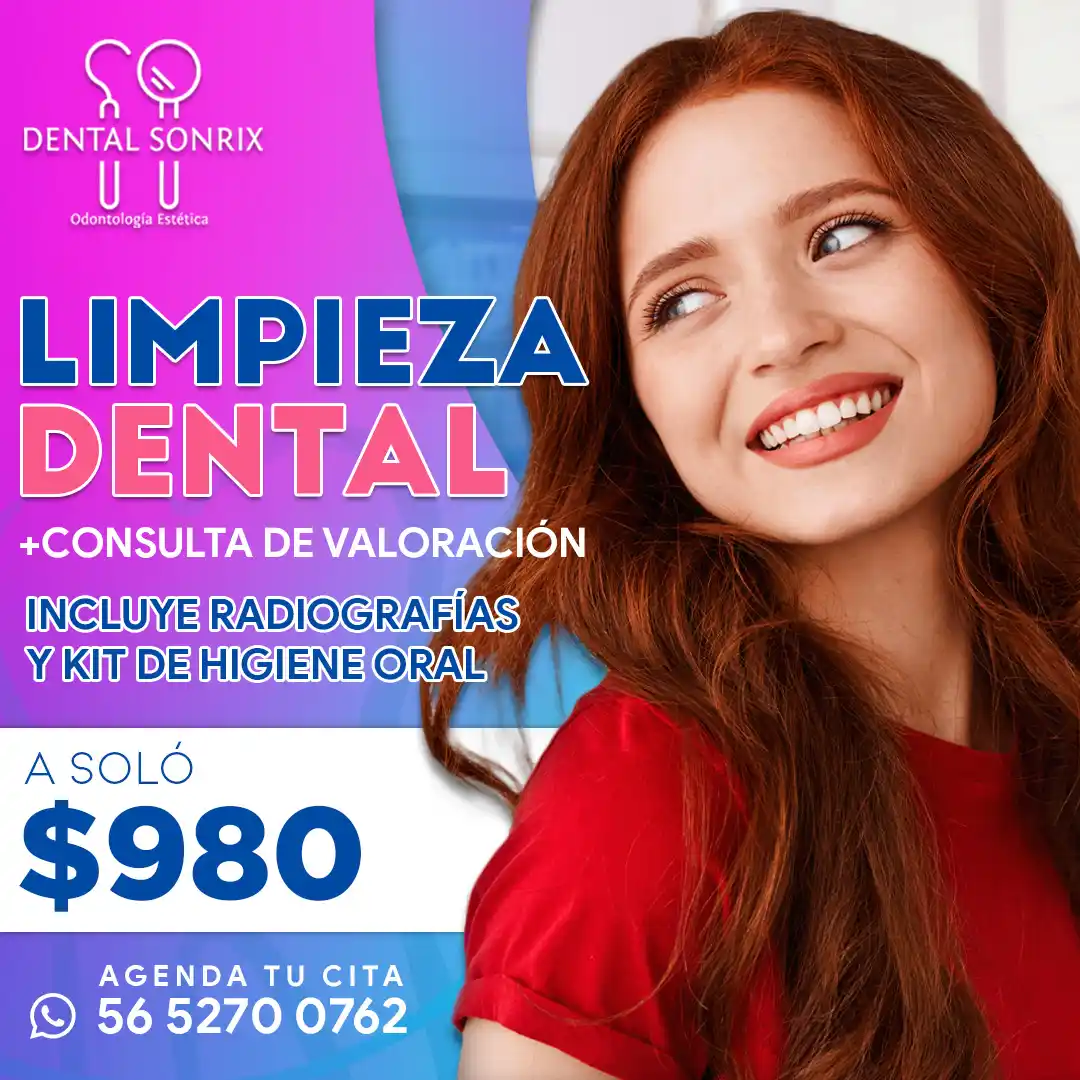 DENTAL SONRIX
Odontología Estética
LIMPIEZA
DENTAL
+CONSULTA DE VALORACIÓN
INCLUYE RADIOGRAFÍAS
Y KIT DE HIGIENE ORAL
A SOLÓ
$980
AGENDA TU CITA
56 5270 0762